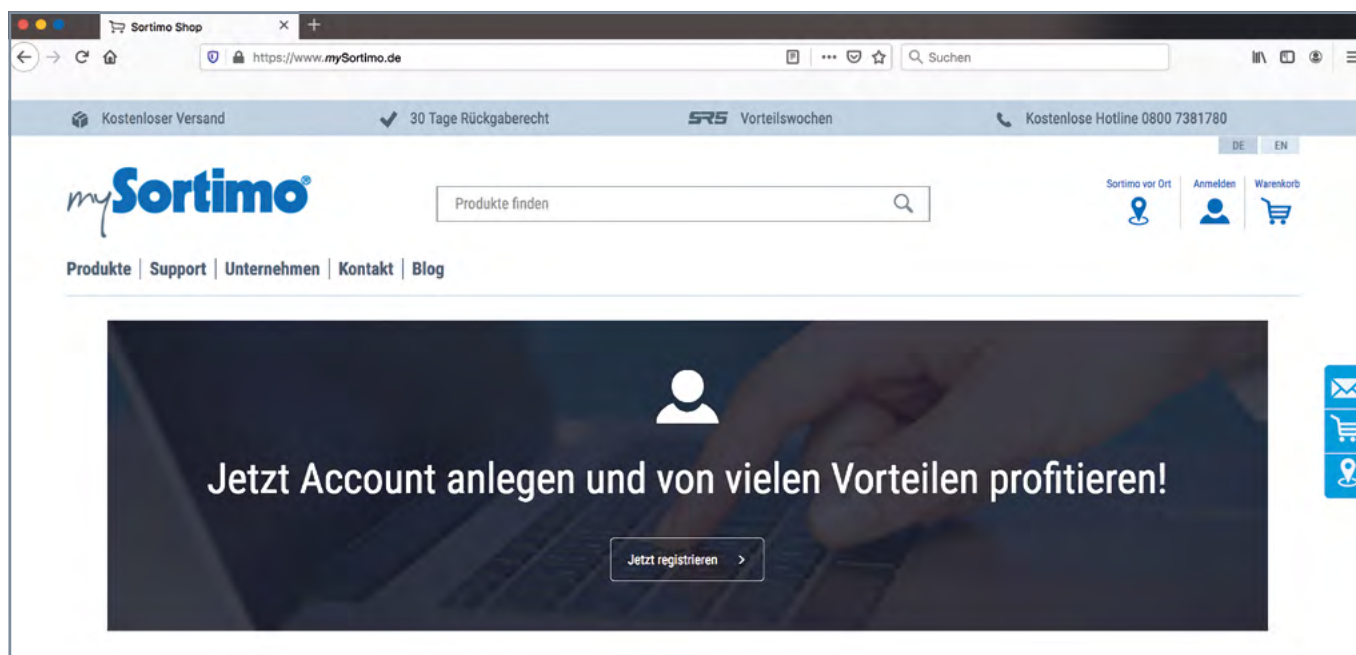 Sortimo Shop
https://www.mySortimo.de
Suchen
Kostenloser Versand
30 Tage Rückgaberecht
SR5 Vorteilswochen
Kostenlose Hotline 0800 7381780
DE EN
mySortimo®
Produkte finden
Sortimo vor Ort
Anmelden
Warenkorb
Produkte | Support | Unternehmen | Kontakt | Blog
Jetzt Account anlegen und von vielen Vorteilen profitieren!
Jetzt registrieren >